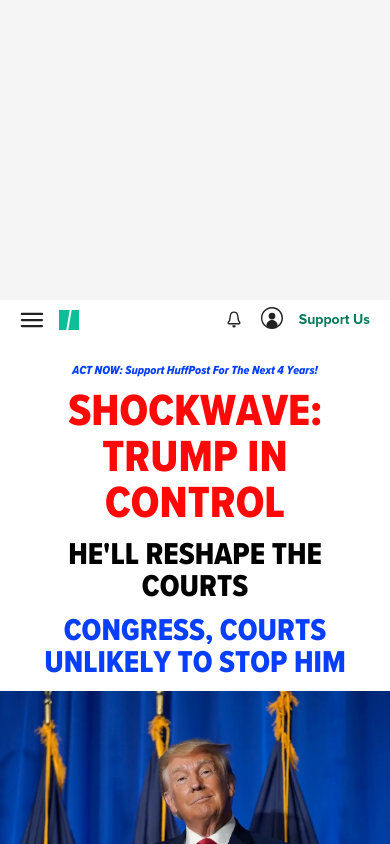 Support Us
ACT NOW: Support HuffPost For The Next 4 Years!
SHOCKWAVE:
TRUMP IN
CONTROL
HE'LL RESHAPE THE
COURTS
CONGRESS, COURTS
UNLIKELY TO STOP HIM